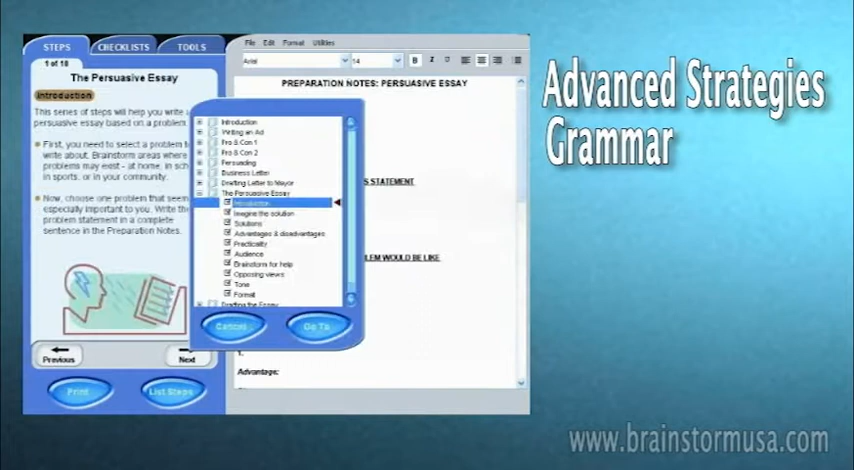 STEPS CHECKLISTS TOOLS
1 of 18
The Persuasive Essay
Introduction
This series of steps will help you write
persuasive essay based on a problem
First, you need to select a problem t
write about. Brainstorm areas where
problems may exist - at home, in sch
in sports, or in your community.
Now, choose one problem that seem
especially important to you. Write the
problem statement in a complete
sentence in the Preparation Notes.
Previous Next
Print List Steps
File Edit Format Utilities
Arial 14 B I U
PREPARATION NOTES: PERSUASIVE ESSAY
S STATEMENT
LEM WOULD BE LIKE
1.
Advantage:
Introduction
Writing an Ad
Pro & Con 1
Pro & Con 2
Persuading
Business Letter
Drafting Letter to Mayor
The Persuasive Essay
Introduction
Imagine the solution
Solutions
Advantages & disadvantages
Practicality
Audience
Brainstorm for help
Opposing views
Tone
Format
Drafting the Essay
Cancel Go To
Advanced Strategies
Grammar
www.brainstormusa.com